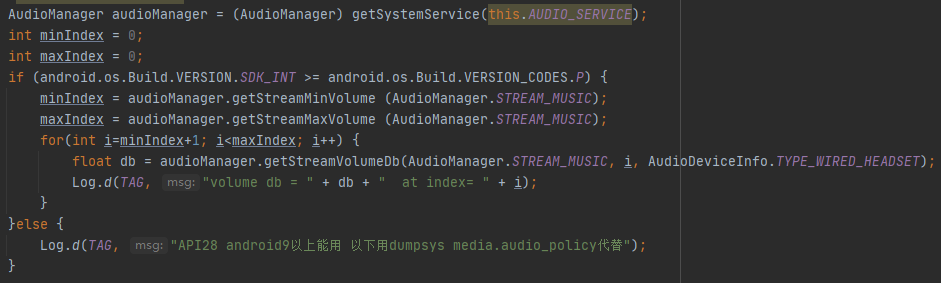 AudioManager audioManager = (AudioManager) getSystemService(this.AUDIO_SERVICE);
int minIndex = 0;
int maxIndex = 0;
if (android.os.Build.VERSION.SDK_INT >= android.os.Build.VERSION_CODES.P) {
    minIndex = audioManager.getStreamMinVolume (AudioManager.STREAM_MUSIC);
    maxIndex = audioManager.getStreamMaxVolume (AudioManager.STREAM_MUSIC);
    for(int i=minIndex+1; i<maxIndex; i++) {
        float db = audioManager.getStreamVolumeDb(AudioManager.STREAM_MUSIC, i, AudioDeviceInfo.TYPE_WIRED_HEADSET);
        Log.d(TAG, msg: "volume db = " + db + "  at index= " + i);
    }
}else {
    Log.d(TAG, msg: "API28 android9以上能用 以下用dumpsys media.audio_policy代替");
}